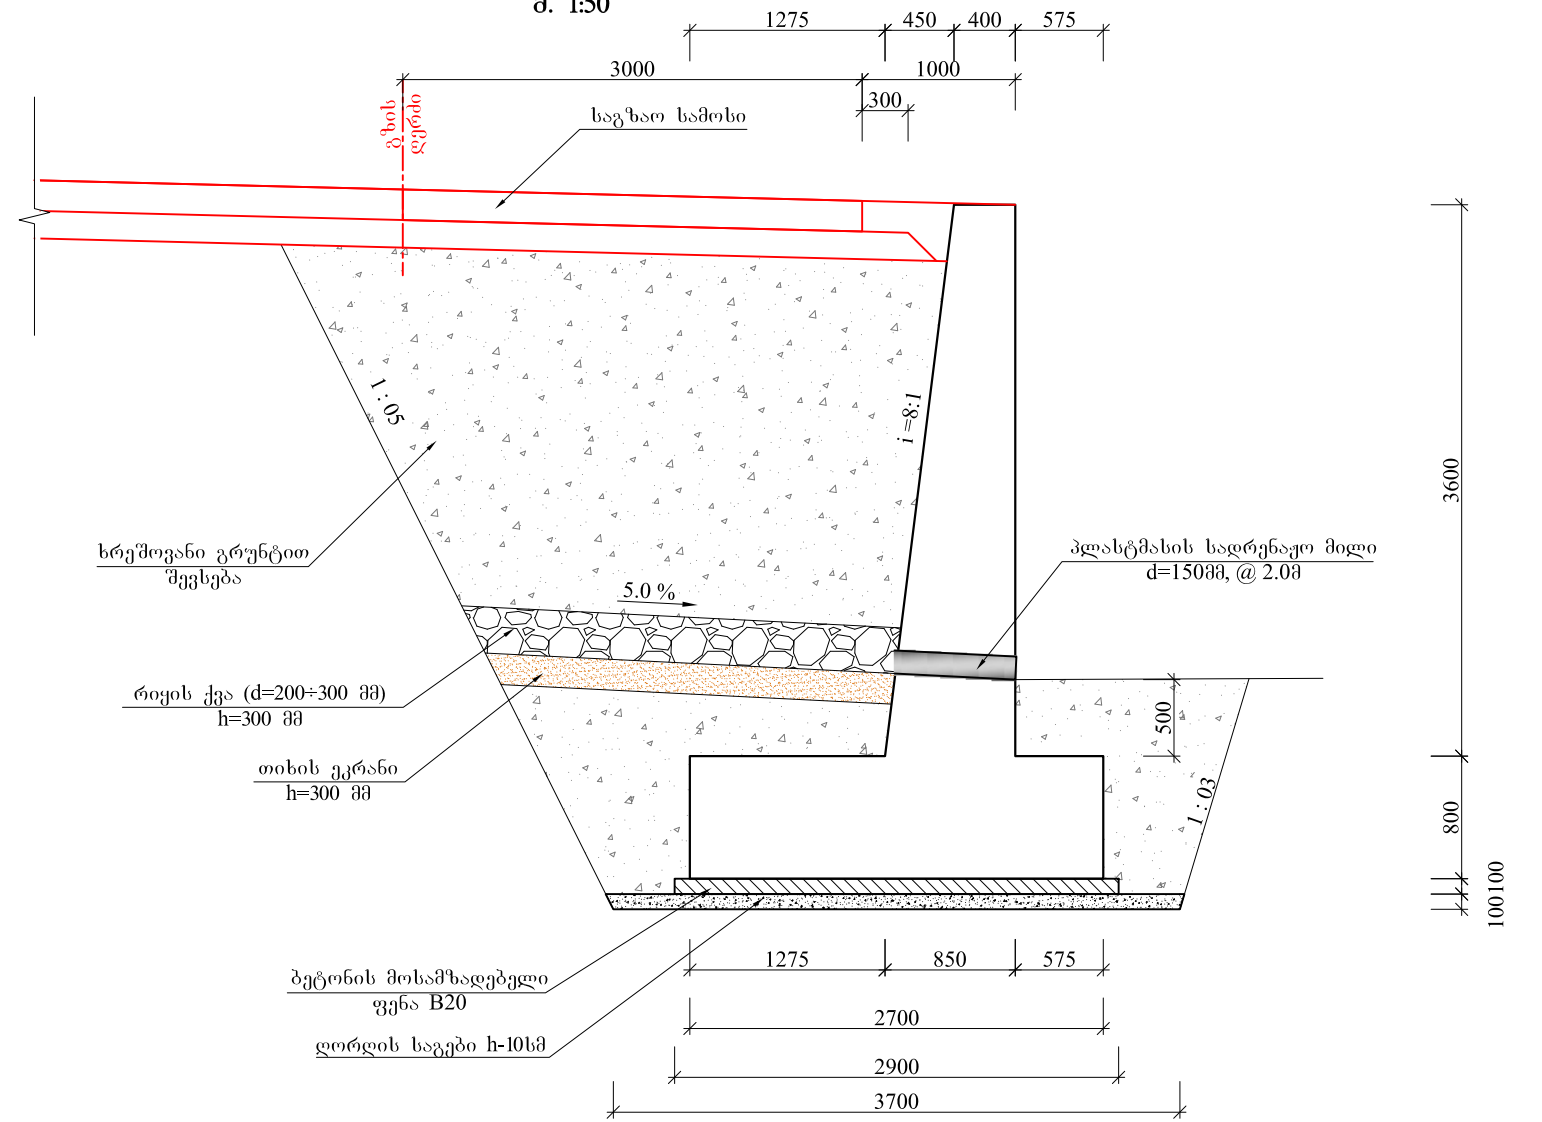 მ. 1:50
1275 450 400 575
3000 1000
300
გზის
ღერძი
საგზაო სამოსი
1 : 05
i =8:1
3600
ხრეშოვანი გრუნტით
შევსება
პლასტმასის სადრენაჟო მილი
d=150მმ, @ 2.0მ
5.0 %
რიყის ქვა (d=200÷300 მმ)
h=300 მმ
500
თიხის ეკრანი
h=300 მმ
1 : 03
800
100
100
ბეტონის მოსამზადებელი
ფენა B20
1275 850 575
2700
ღორღის საგები h-10სმ
2900
3700